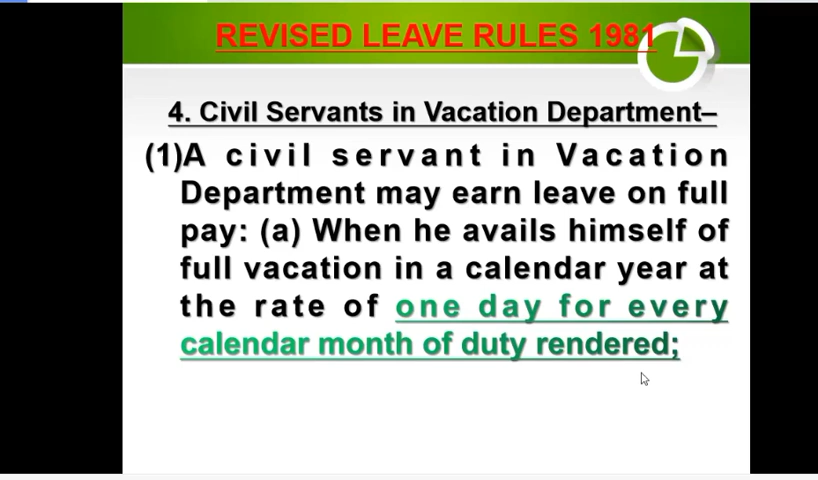 REVISED LEAVE RULES 1981
4. Civil Servants in Vacation Department–
(1)A civil servant in Vacation
Department may earn leave on full
pay: (a) When he avails himself of
full vacation in a calendar year at
the rate of one day for every
calendar month of duty rendered;